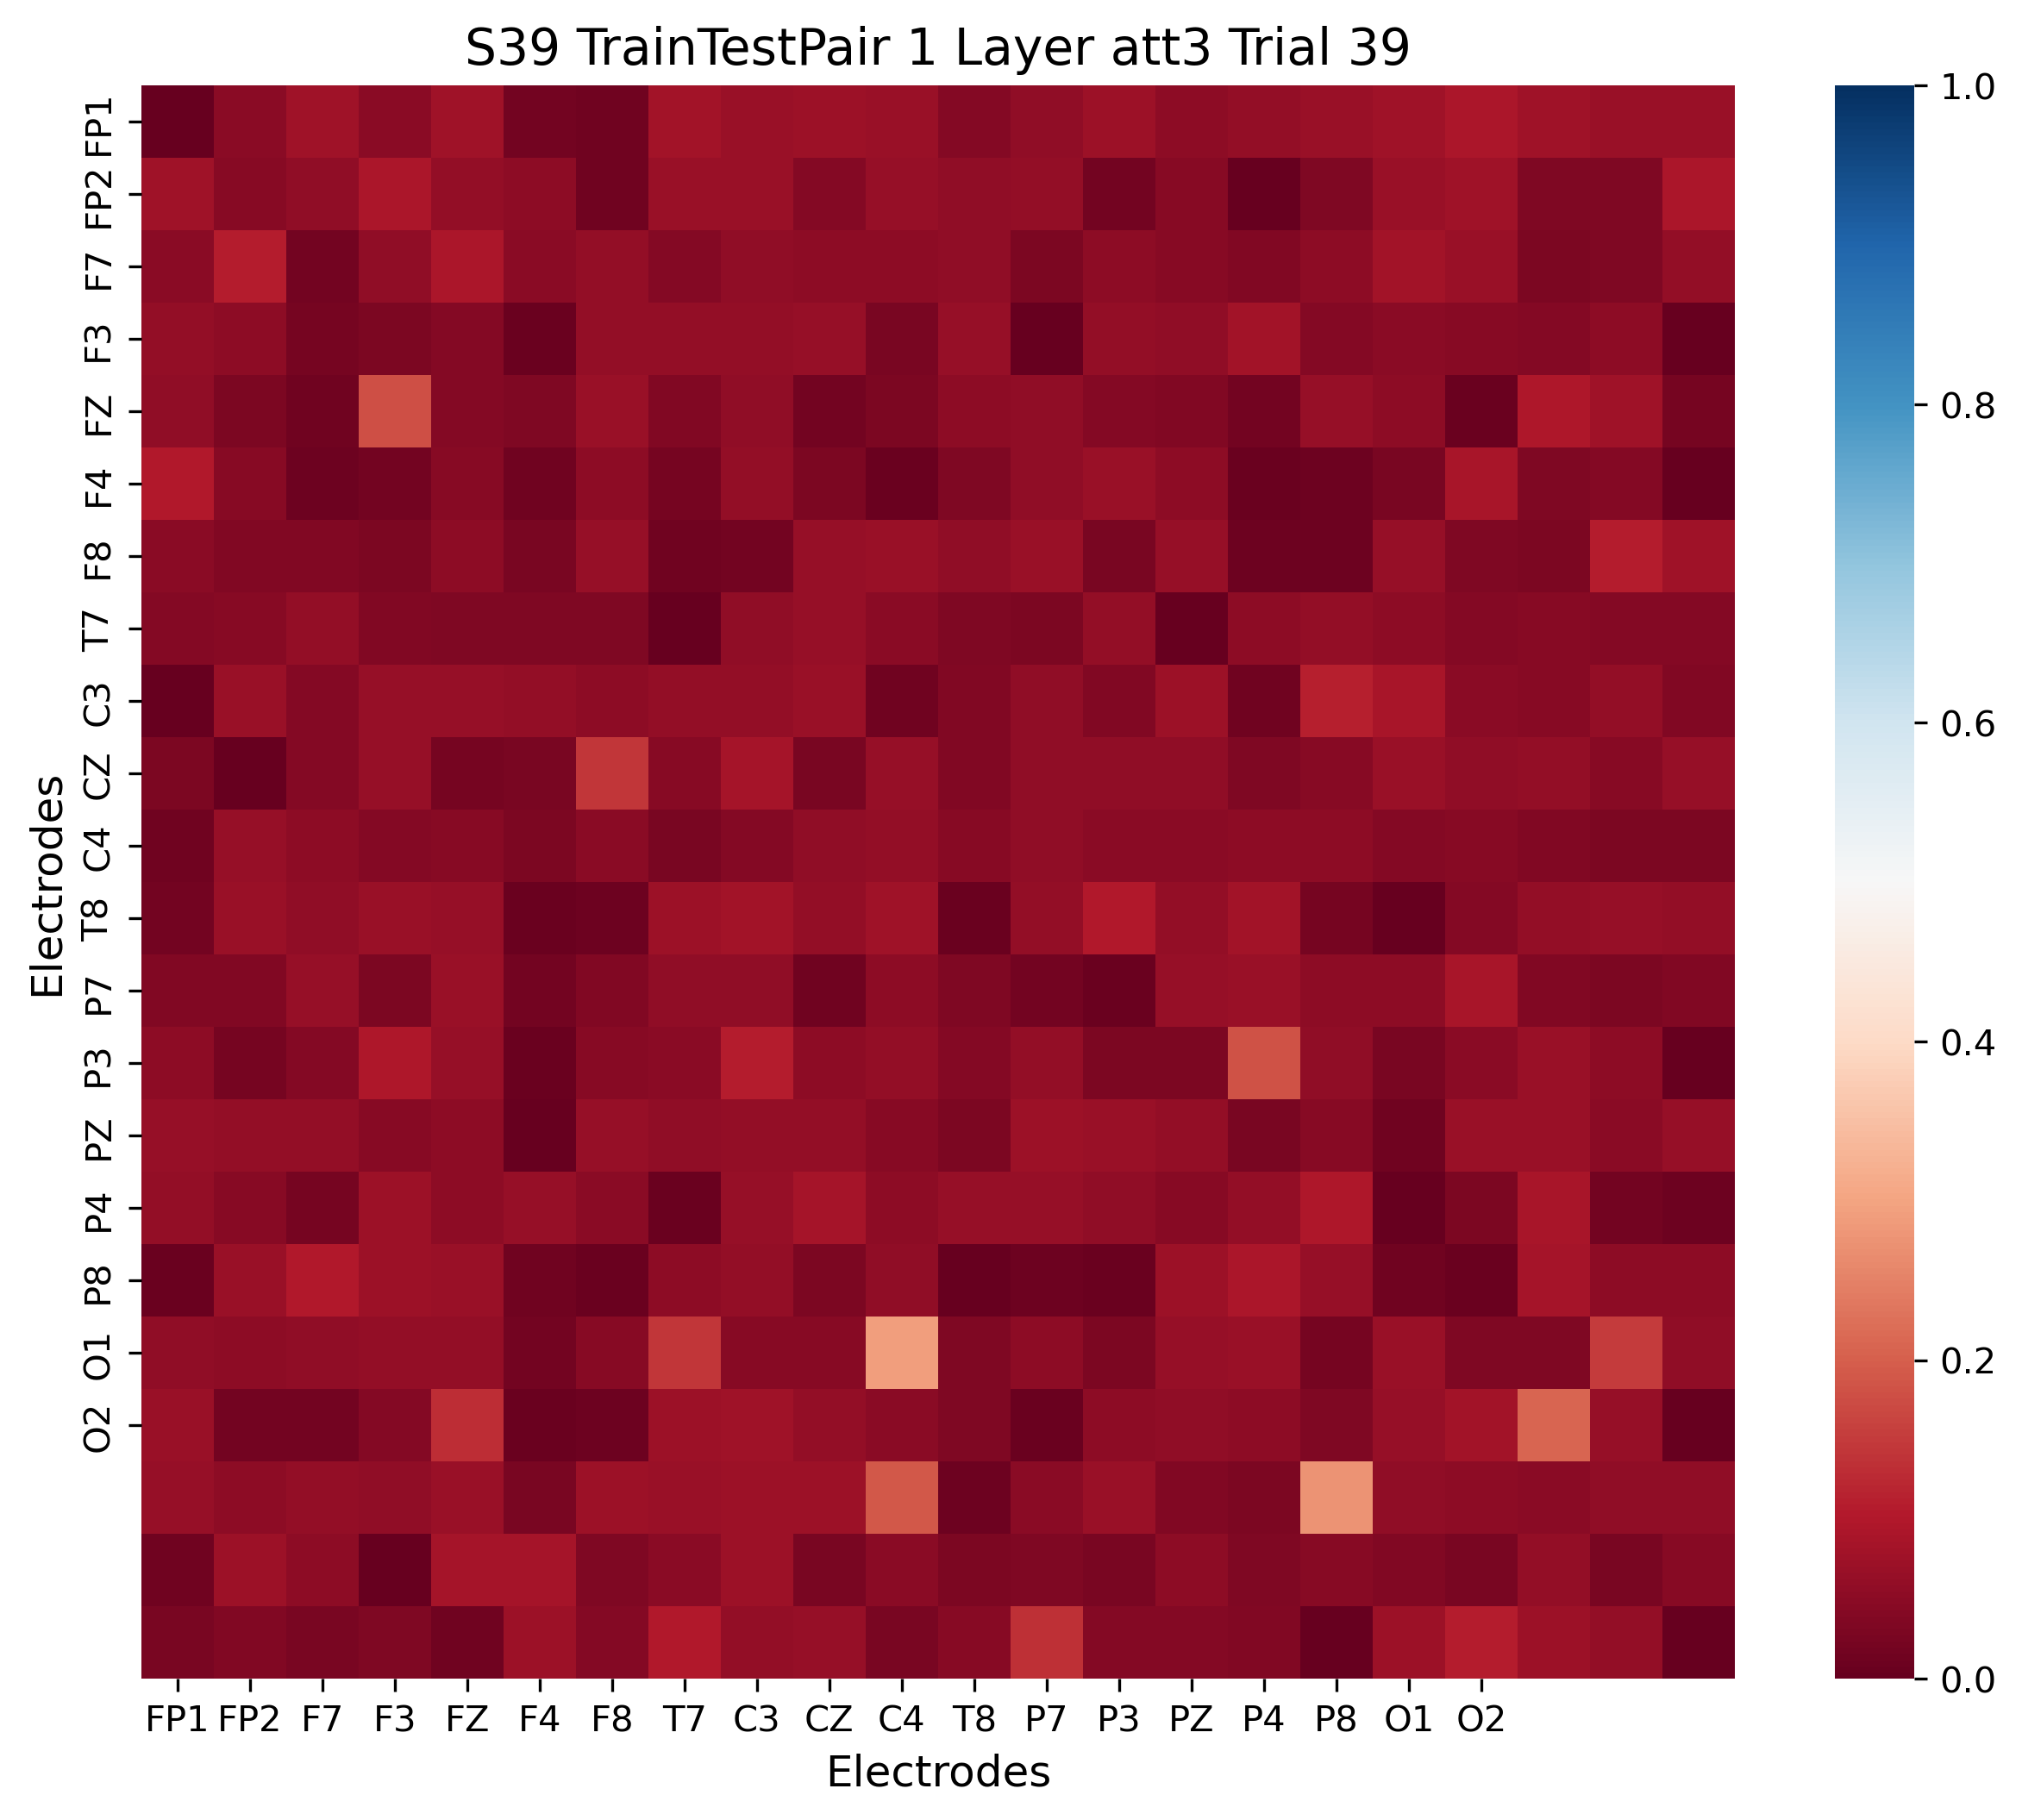 S39 TrainTestPair 1 Layer att3 Trial 39
FP1
FP2
F7
F3
FZ
F4
F8
T7
C3
CZ
C4
T8
P7
P3
PZ
P4
P8
O1
O2
Electrodes
FP1 FP2 F7 F3 FZ F4 F8 T7 C3 CZ C4 T8 P7 P3 PZ P4 P8 O1 O2
Electrodes
1.0
0.8
0.6
0.4
0.2
0.0